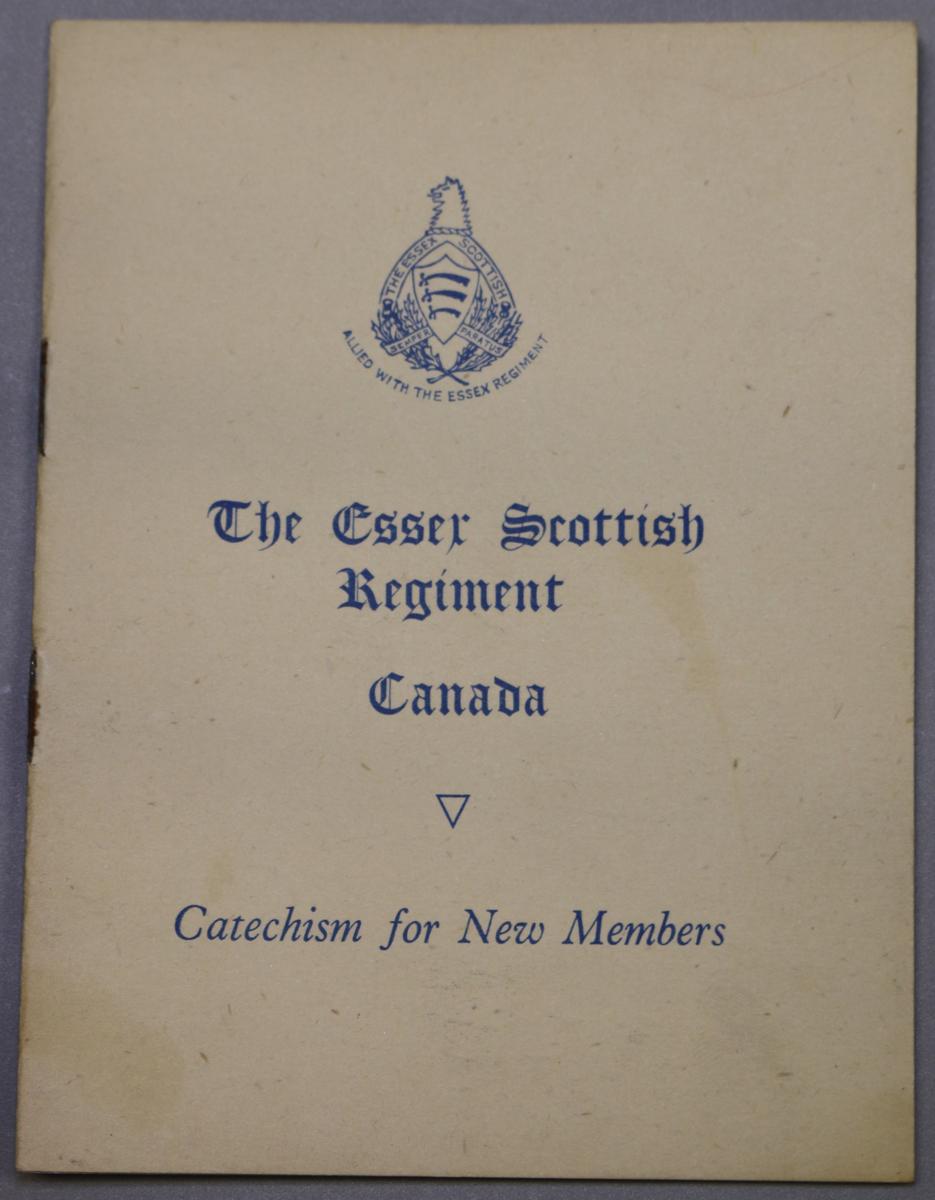 THE ESSEX SCOTTISH
SEMPER PARATUS
ALLIED WITH THE ESSEX REGIMENT
The Essex Scottish
Regiment
Canada
Catechism for New Members